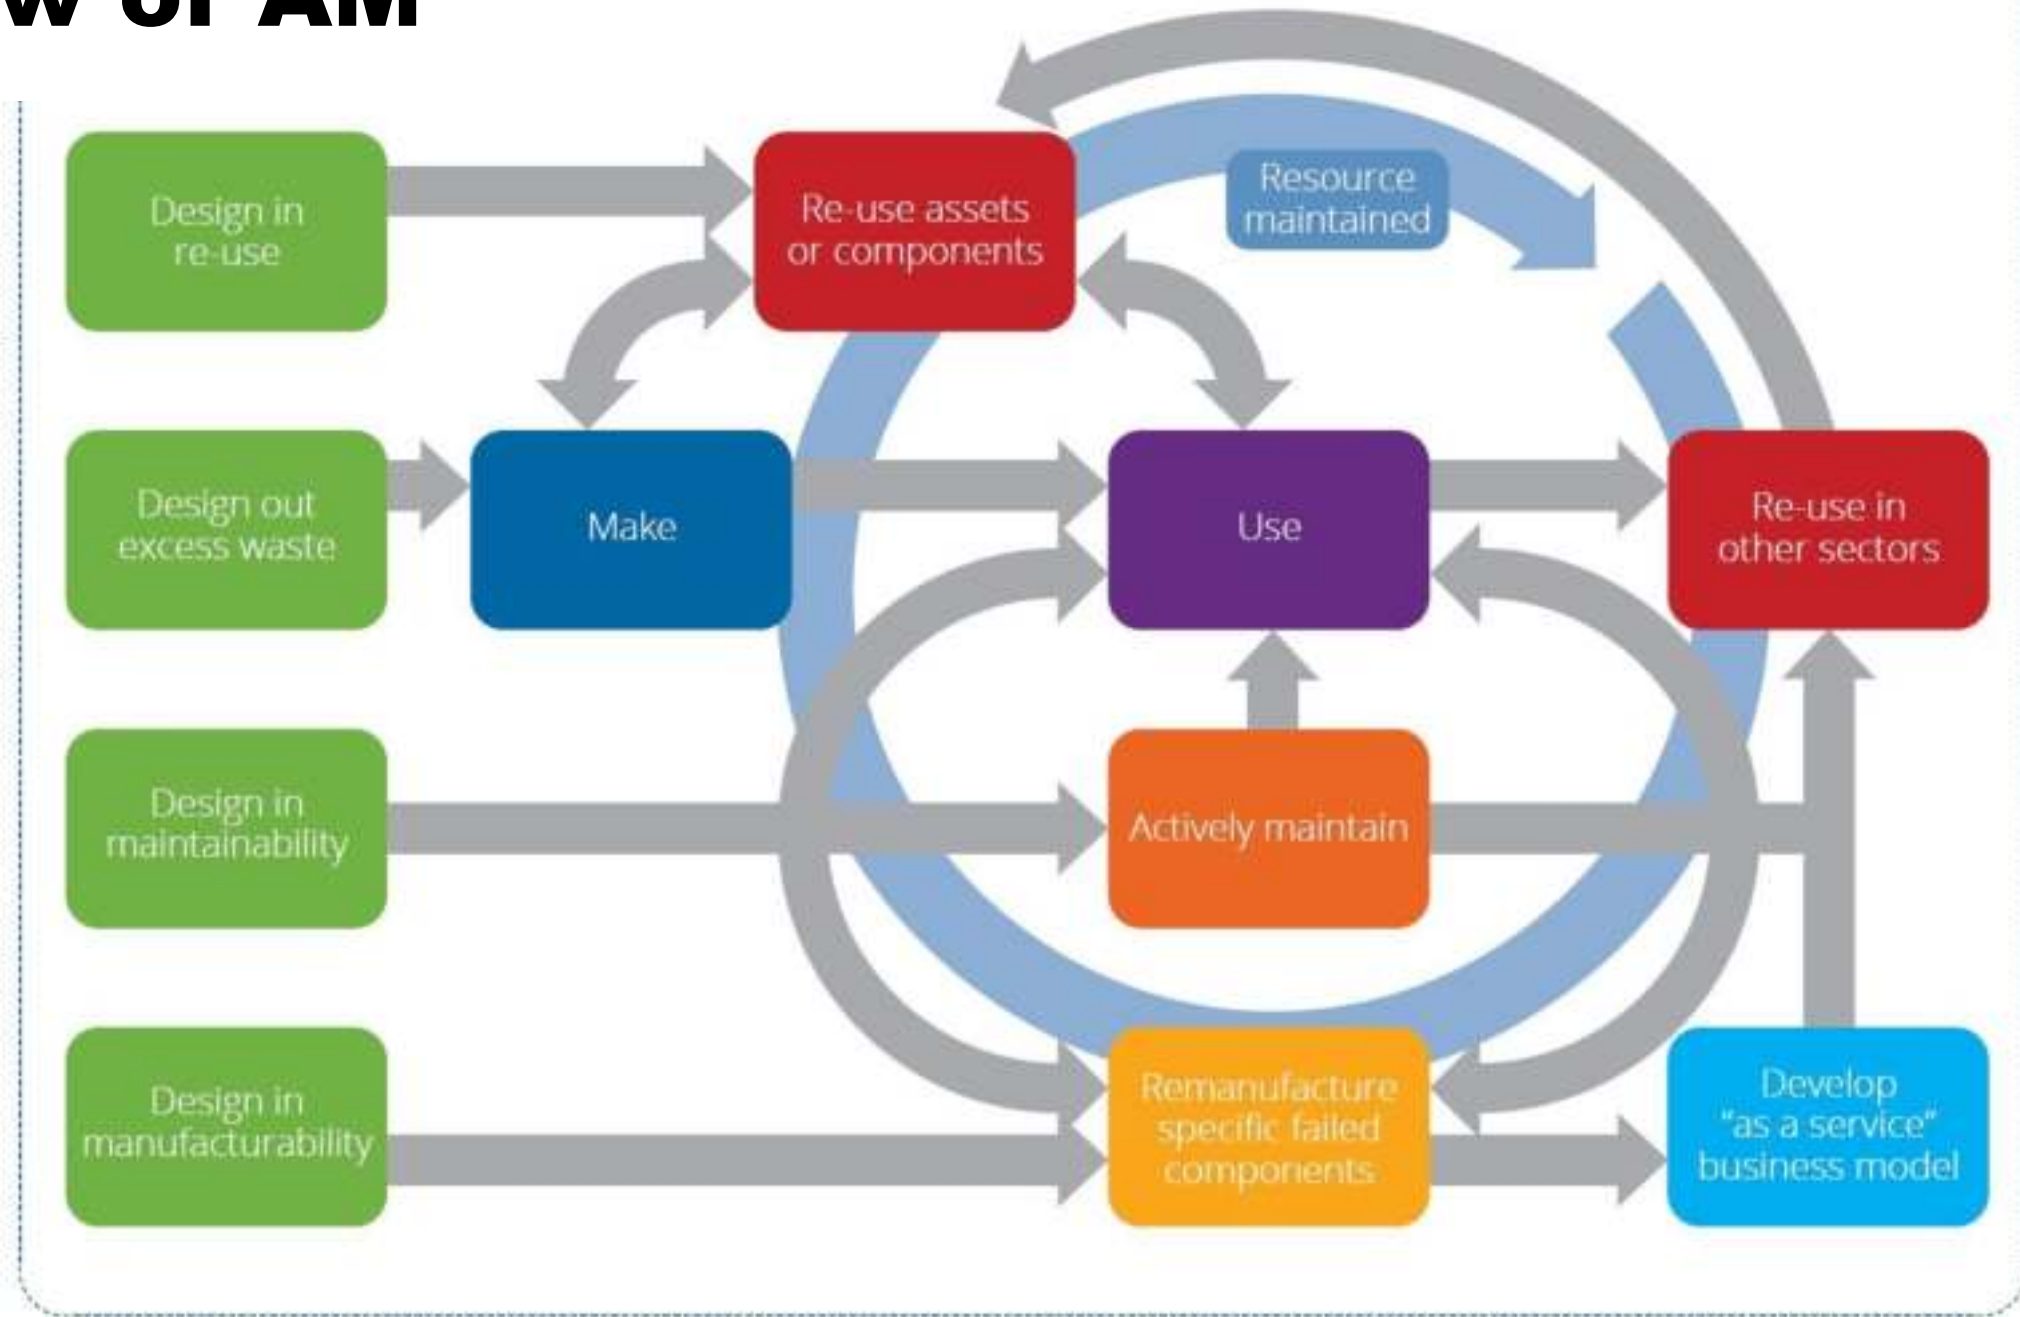 AM
Design in
re-use
Re-use assets
or components
Resource
maintained
Design out
excess waste
Make
Use
Re-use in
other sectors
Design in
maintainability
Actively maintain
Design in
manufacturability
Remanufacture
specific failed
components
Develop
“as a service”
business model